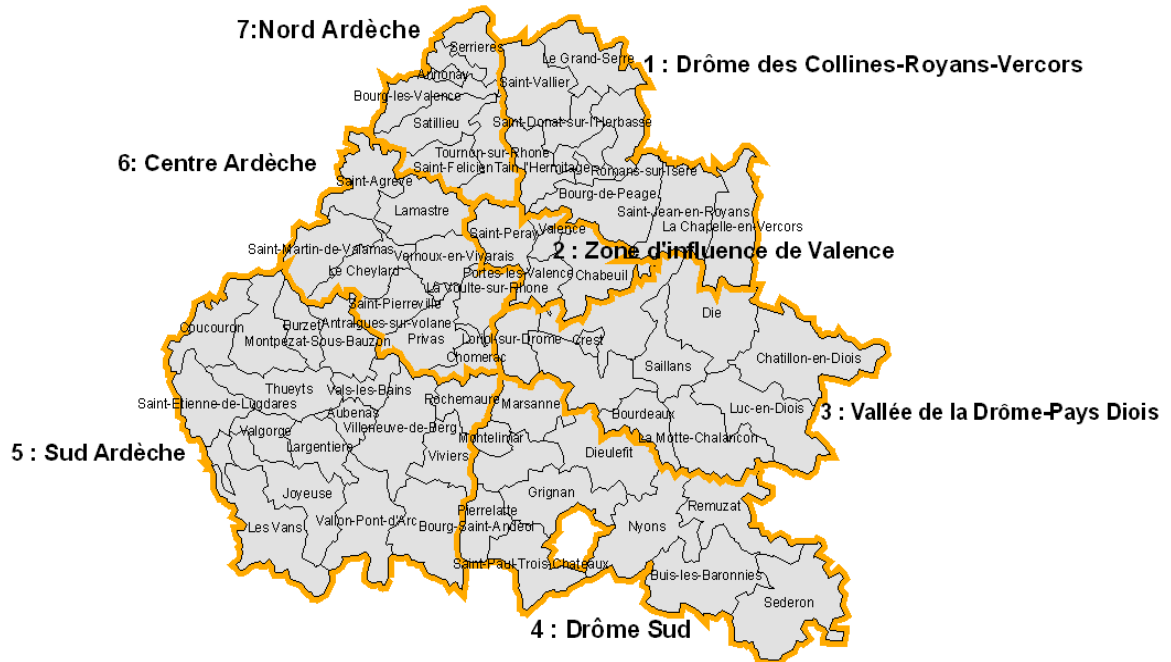 7:Nord Ardèche
Serrieres
Le Grand-Serre
1 : Drôme des Collines-Royans-Vercors
Annonay
Saint-Vallier
Bourg-les-Valence
Satillieu
Saint-Donat-sur-l'Herbasse
6: Centre Ardèche
Tournon-sur-Rhone
Saint-Felicien
Tain-l'Hermitage
Romans-sur-Isere
Saint-Agreve
Bourg-de-Peage
Lamastre
Saint-Jean-en-Royans
La Chapelle-en-Vercors
Saint-Peray
Valence
Saint-Martin-de-Valamas
2 : Zone d'influence de Valence
Vernoux-en-Vivarais
Le Cheylard
Portes-les-Valence
Chabeuil
La Voulte-sur-Rhone
Saint-Pierreville
Die
Coucouron
Burzet
Antraigues-sur-volane
Montpezat-Sous-Bauzon
Privas
Loriol-sur-Drome
Crest
Chomerac
Saillans
Chatillon-en-Diois
Thueyts
Vals-les-Bains
Rochemaure
Marsanne
Saint-Etienne-de-Lugdares
Aubenas
Bourdeaux
Luc-en-Diois
3 : Vallée de la Drôme-Pays Diois
Villeneuve-de-Berg
Valgorge
Montelimar
La Motte-Chalancon
5 : Sud Ardèche
Largentiere
Viviers
Dieulefit
Joyeuse
Grignan
Pierrelatte
Remuzat
Les Vans
Vallon-Pont-d'Arc
Bourg-Saint-Andeol
Nyons
Saint-Paul-Trois-Chateaux
Buis-les-Baronnies
Sederon
4 : Drôme Sud